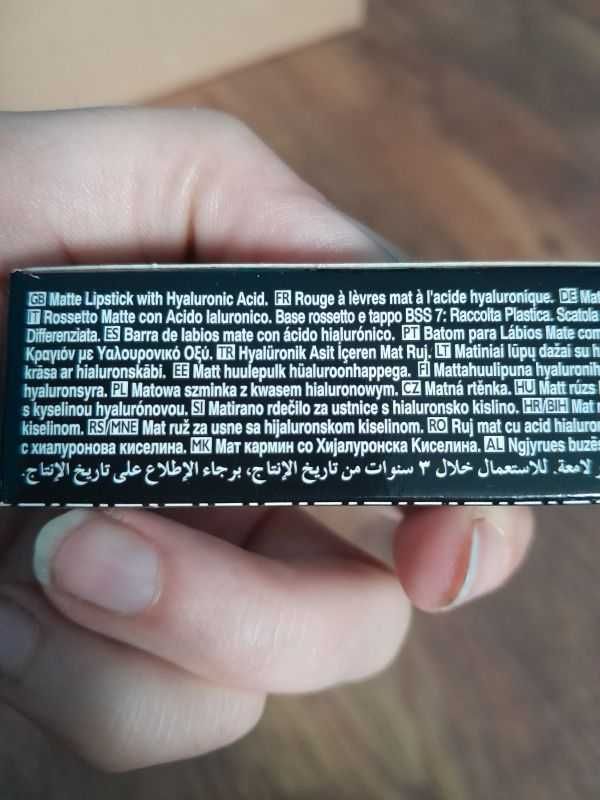 GB Matte Lipstick with Hyaluronic Acid. FR Rouge à lèvres mat à l'acide hyaluronique. DE Mat
IT Rossetto Matte con Acido Ialuronico. Base rossetto e tappo BSS 7: Raccolta Plastica. Scatola
Differenziata. ES Barra de labios mate con ácido hialurónico. PT Batom para Lábios Mate com
Κραγιόν με Υαλουρονικό Οξύ. TR Hyalüronik Asit İçeren Mat Ruj. LT Matiniai lūpų dažai su h
krāsa ar hialuronskābi. EE Matt huulepulk hüaluroonhappega. FI Mattahuulipuna hyaluronih
hyaluronsyra. PL Matowa szminka z kwasem hialuronowym. CZ Matná rtěnka. HU Matt rúzs
s kyselinou hyalurónovou. SI Matirano rdečilo za ustnice s hialuronsko kislino. HR/BIH Mat r
kiselinom. RS/MNE Mat ruž za usne sa hijaluronskom kiselinom. RO Ruj mat cu acid hialuror
с хиалуронова киселина. MK Мат кармин со Хијалуронска Киселина. AL Ngjyrues buzës
ر لامعة. للاستعمال خلال ٣ سنوات من تاريخ الإنتاج، برجاء الإطلاع على تاريخ الإنتاج.